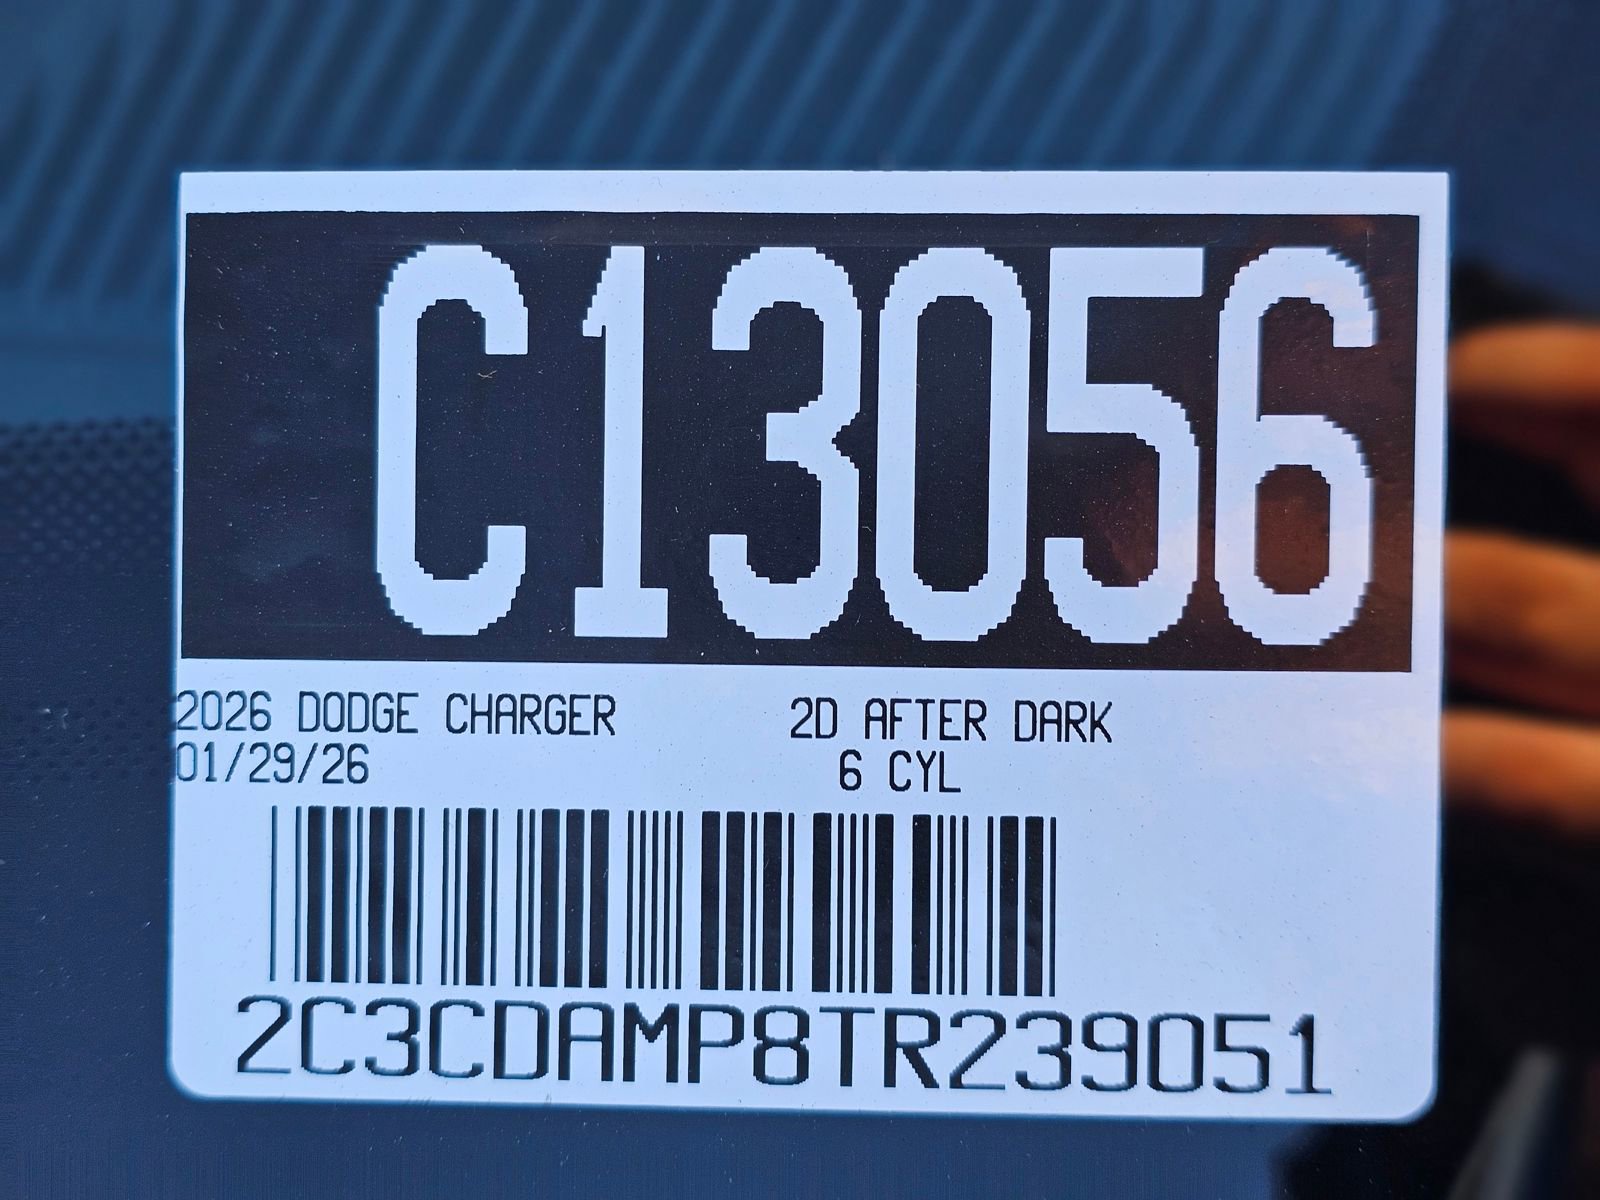 C13056
2026 DODGE CHARGER 2D AFTER DARK
01/29/26 6 CYL
2C3CDAMP8TR239051